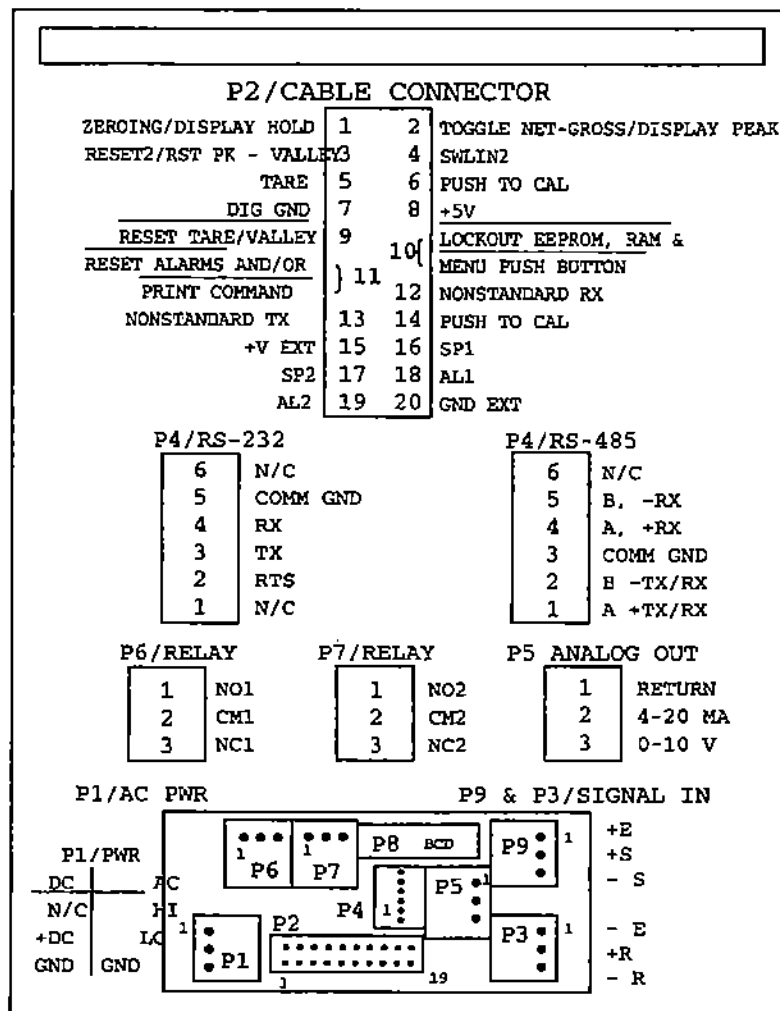 P2/CABLE CONNECTOR
ZEROING/DISPLAY HOLD 1 2 TOGGLE NET-GROSS/DISPLAY PEAK
RESET2/RST PK - VALLEY 3 4 SWLIN2
TARE 5 6 PUSH TO CAL
DIG GND 7 8 +5V
RESET TARE/VALLEY 9 10{ LOCKOUT EEPROM, RAM &
RESET ALARMS AND/OR } 11 MENU PUSH BUTTON
PRINT COMMAND 12 NONSTANDARD RX
NONSTANDARD TX 13 14 PUSH TO CAL
+V EXT 15 16 SP1
SP2 17 18 AL1
AL2 19 20 GND EXT
P4/RS-232 P4/RS-485
6 N/C 6 N/C
5 COMM GND 5 B, -RX
4 RX 4 A, +RX
3 TX 3 COMM GND
2 RTS 2 B -TX/RX
1 N/C 1 A +TX/RX
P6/RELAY P7/RELAY P5 ANALOG OUT
1 NO1 1 NO2 1 RETURN
2 CM1 2 CM2 2 4-20 MA
3 NC1 3 NC2 3 0-10 V
P1/AC PWR P9 & P3/SIGNAL IN
1 P6 1 P7 P8 BCD P9 1 +E
+S
P1/PWR
DC AC P5 1 - S
N/C HI P4 1
+DC LO 1 P1 P2 P3 1 - E
+R
GND GND 1 19 - R